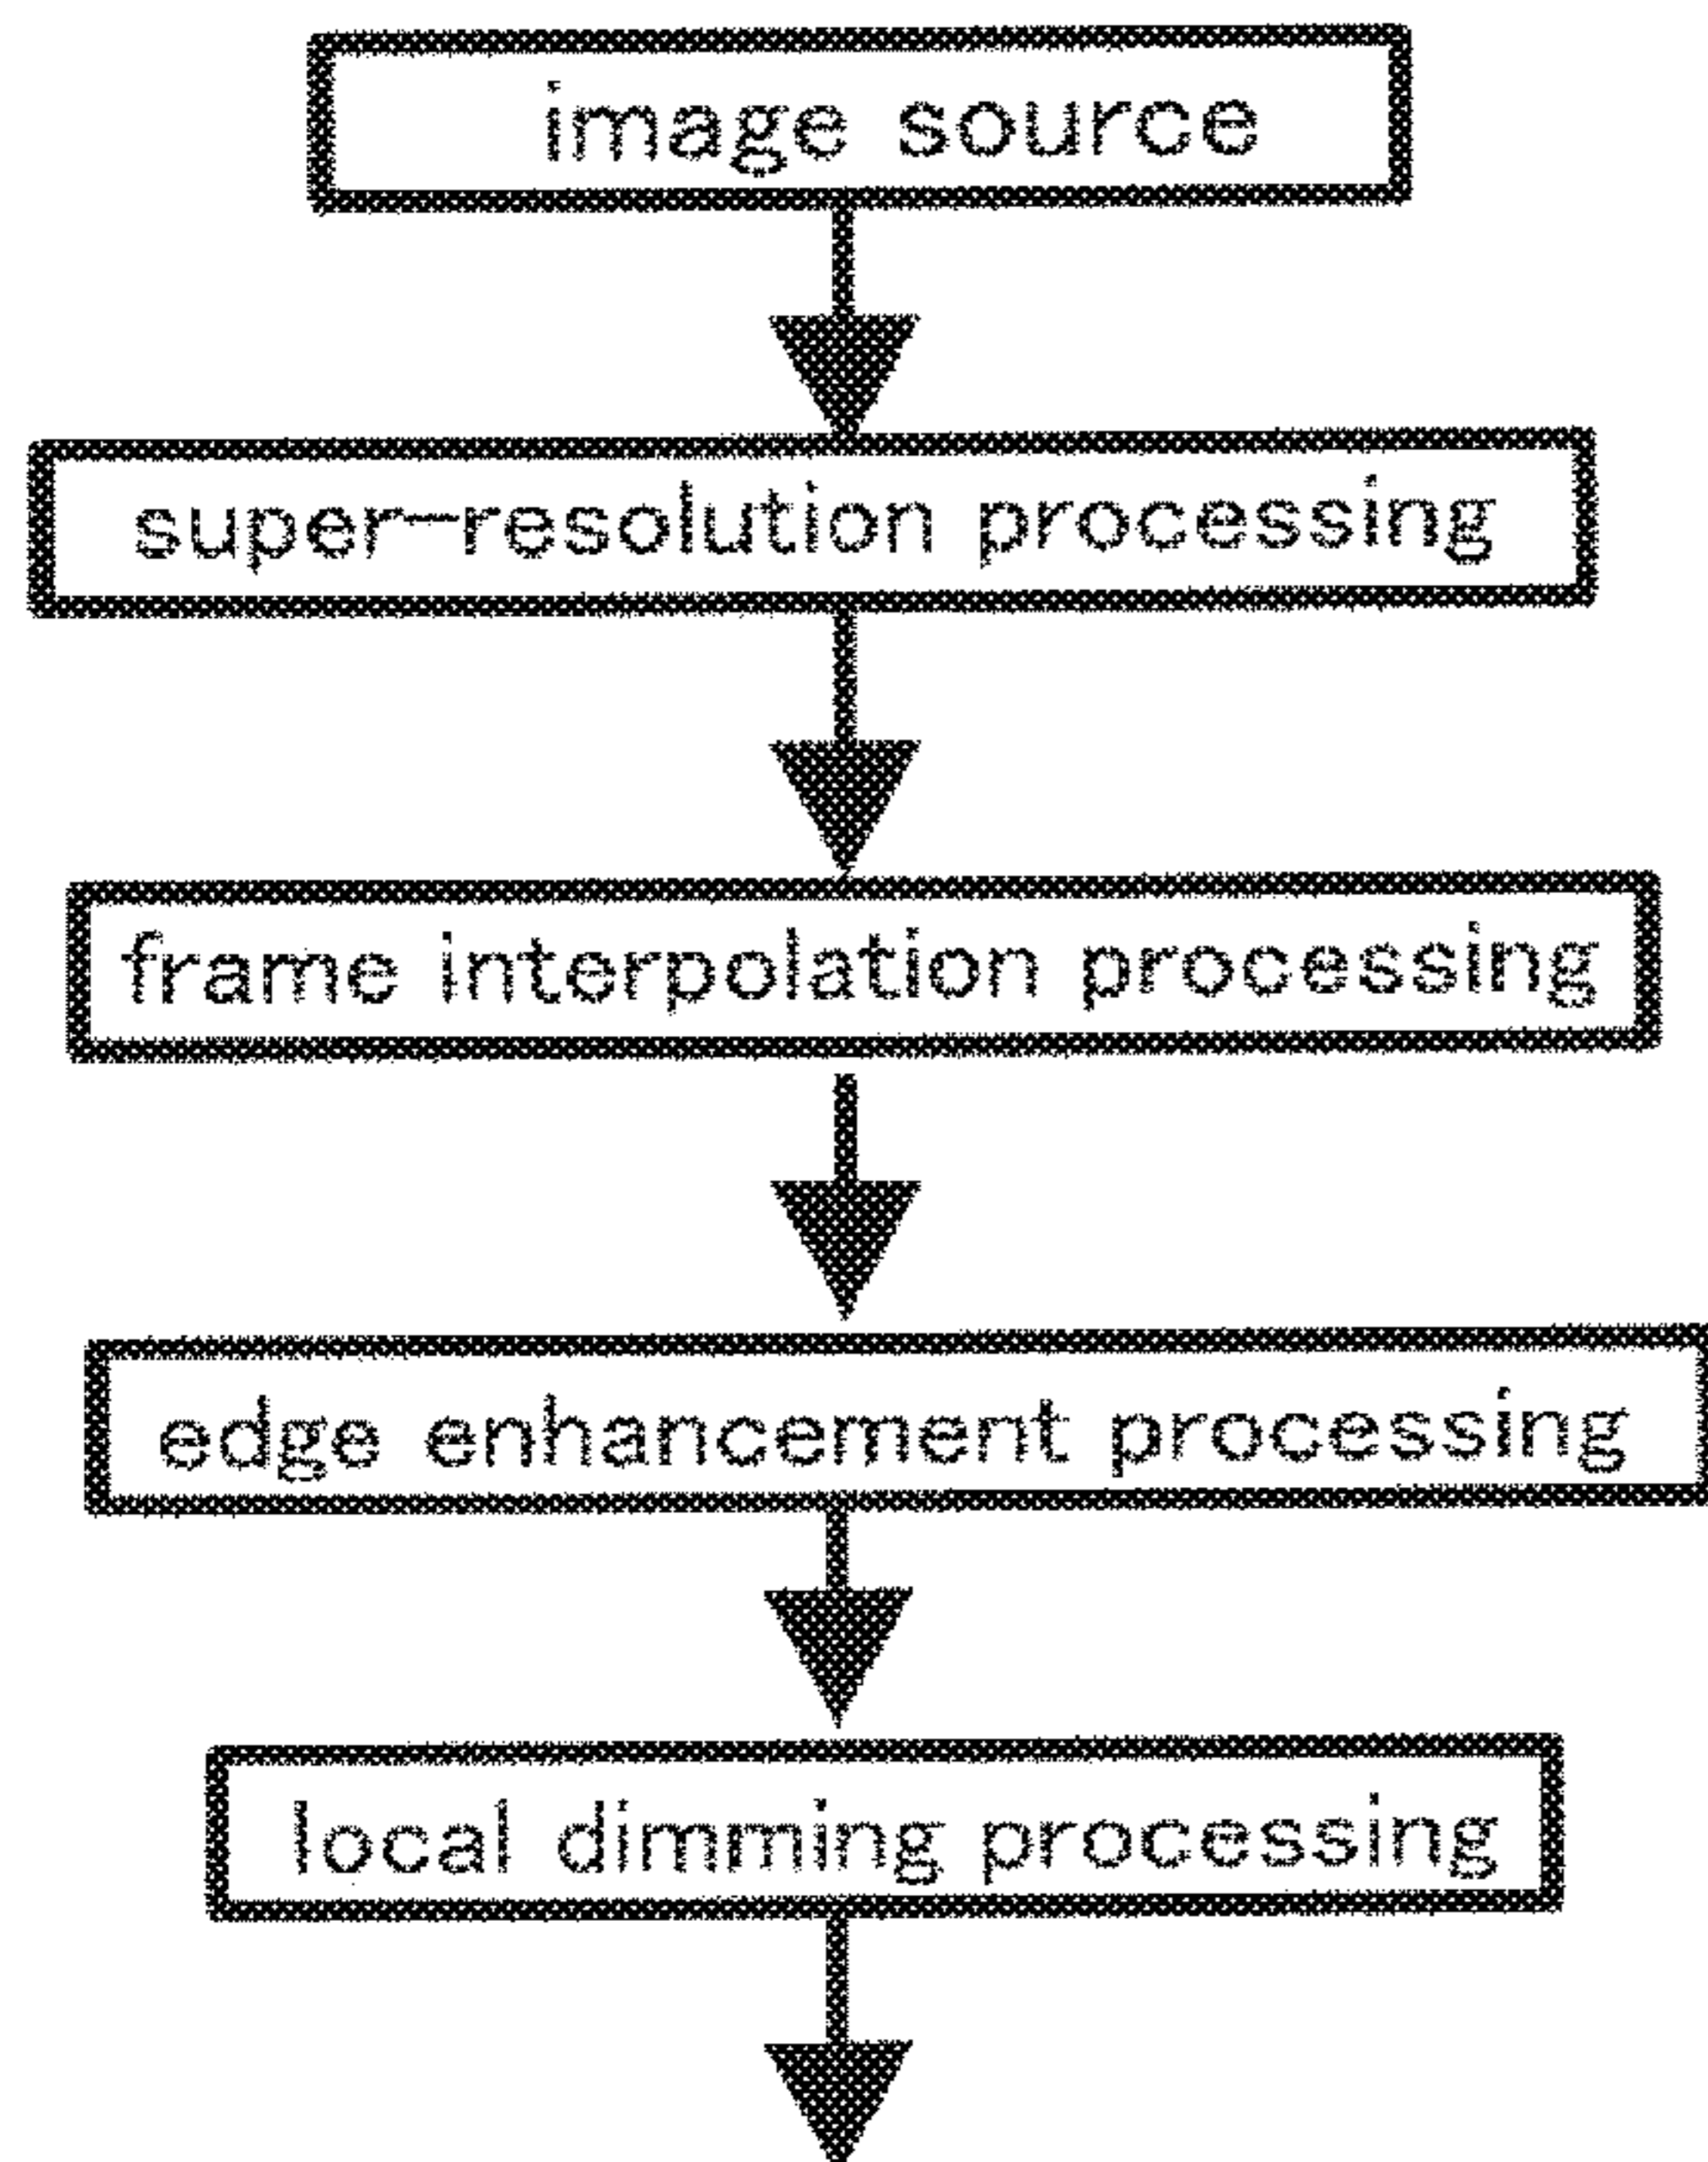 image source
super-resolution processing
frame interpolation processing
edge enhancement processing
local dimming processing